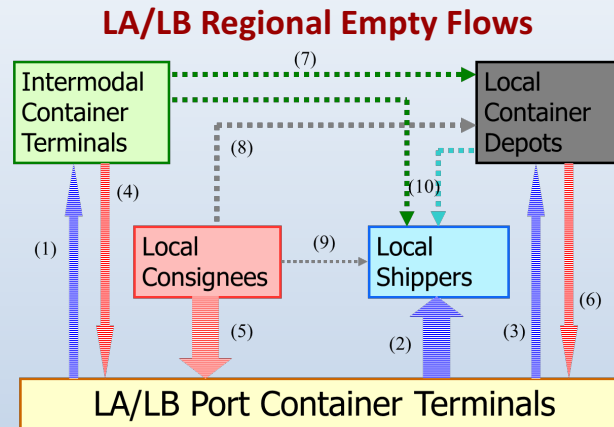 LA/LB Regional Empty Flows
(7)
Intermodal
Container
Terminals
Local
Container
Depots
(8)
(4)
(10)
(1)
Local
Consignees
(9)
Local
Shippers
(6)
(5)
(2)
(3)
LA/LB Port Container Terminals